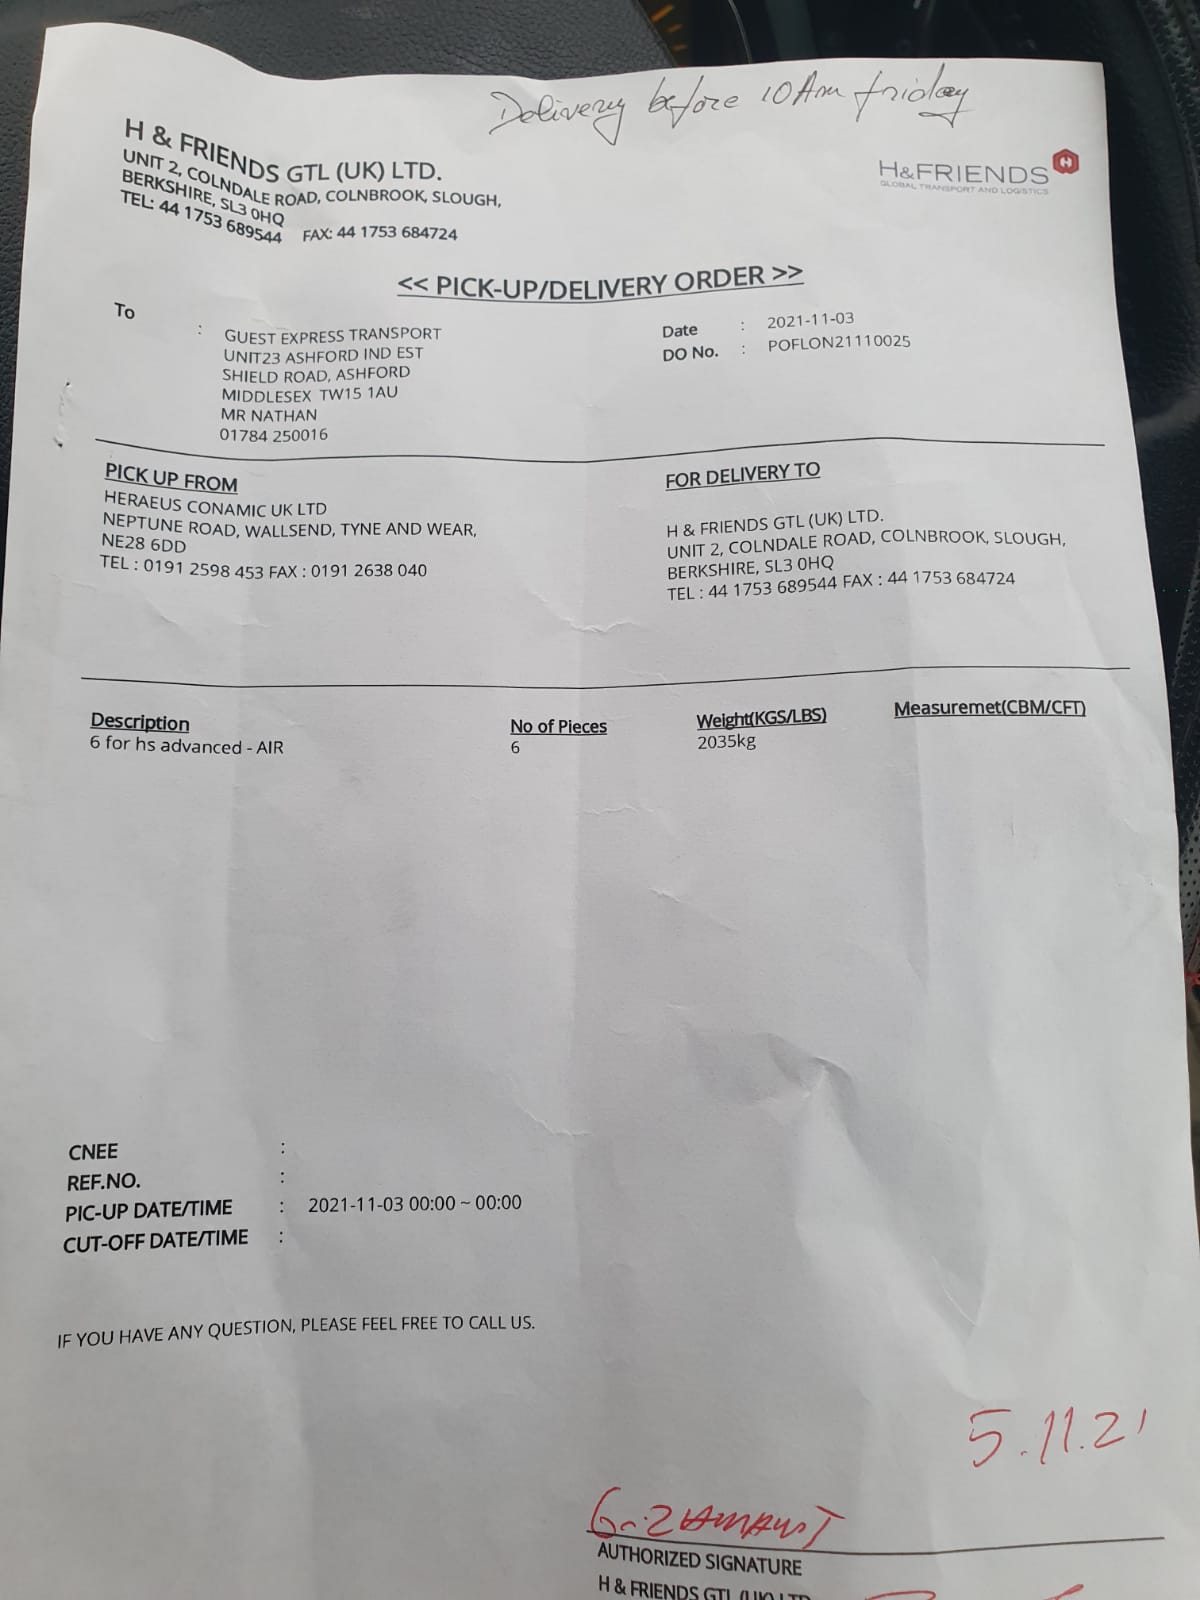 Delivery before 10Am friday
H & FRIENDS GTL (UK) LTD.
UNIT 2, COLNDALE ROAD, COLNBROOK, SLOUGH,
BERKSHIRE, SL3 0HQ
TEL: 44 1753 689544 FAX: 44 1753 684724
H&FRIENDS H
GLOBAL TRANSPORT AND LOGISTICS
<< PICK-UP/DELIVERY ORDER >>
To : GUEST EXPRESS TRANSPORT
UNIT23 ASHFORD IND EST
SHIELD ROAD, ASHFORD
MIDDLESEX TW15 1AU
MR NATHAN
01784 250016
Date : 2021-11-03
DO No. : POFLON21110025
PICK UP FROM
HERAEUS CONAMIC UK LTD
NEPTUNE ROAD, WALLSEND, TYNE AND WEAR,
NE28 6DD
TEL : 0191 2598 453 FAX : 0191 2638 040
FOR DELIVERY TO
H & FRIENDS GTL (UK) LTD.
UNIT 2, COLNDALE ROAD, COLNBROOK, SLOUGH,
BERKSHIRE, SL3 0HQ
TEL : 44 1753 689544 FAX : 44 1753 684724
Description No of Pieces Weight(KGS/LBS) Measuremet(CBM/CFT)
6 for hs advanced - AIR 6 2035kg
CNEE :
REF.NO. :
PIC-UP DATE/TIME : 2021-11-03 00:00 ~ 00:00
CUT-OFF DATE/TIME :
IF YOU HAVE ANY QUESTION, PLEASE FEEL FREE TO CALL US.
5.11.21
AUTHORIZED SIGNATURE
H & FRIENDS GTL (UK) LTD